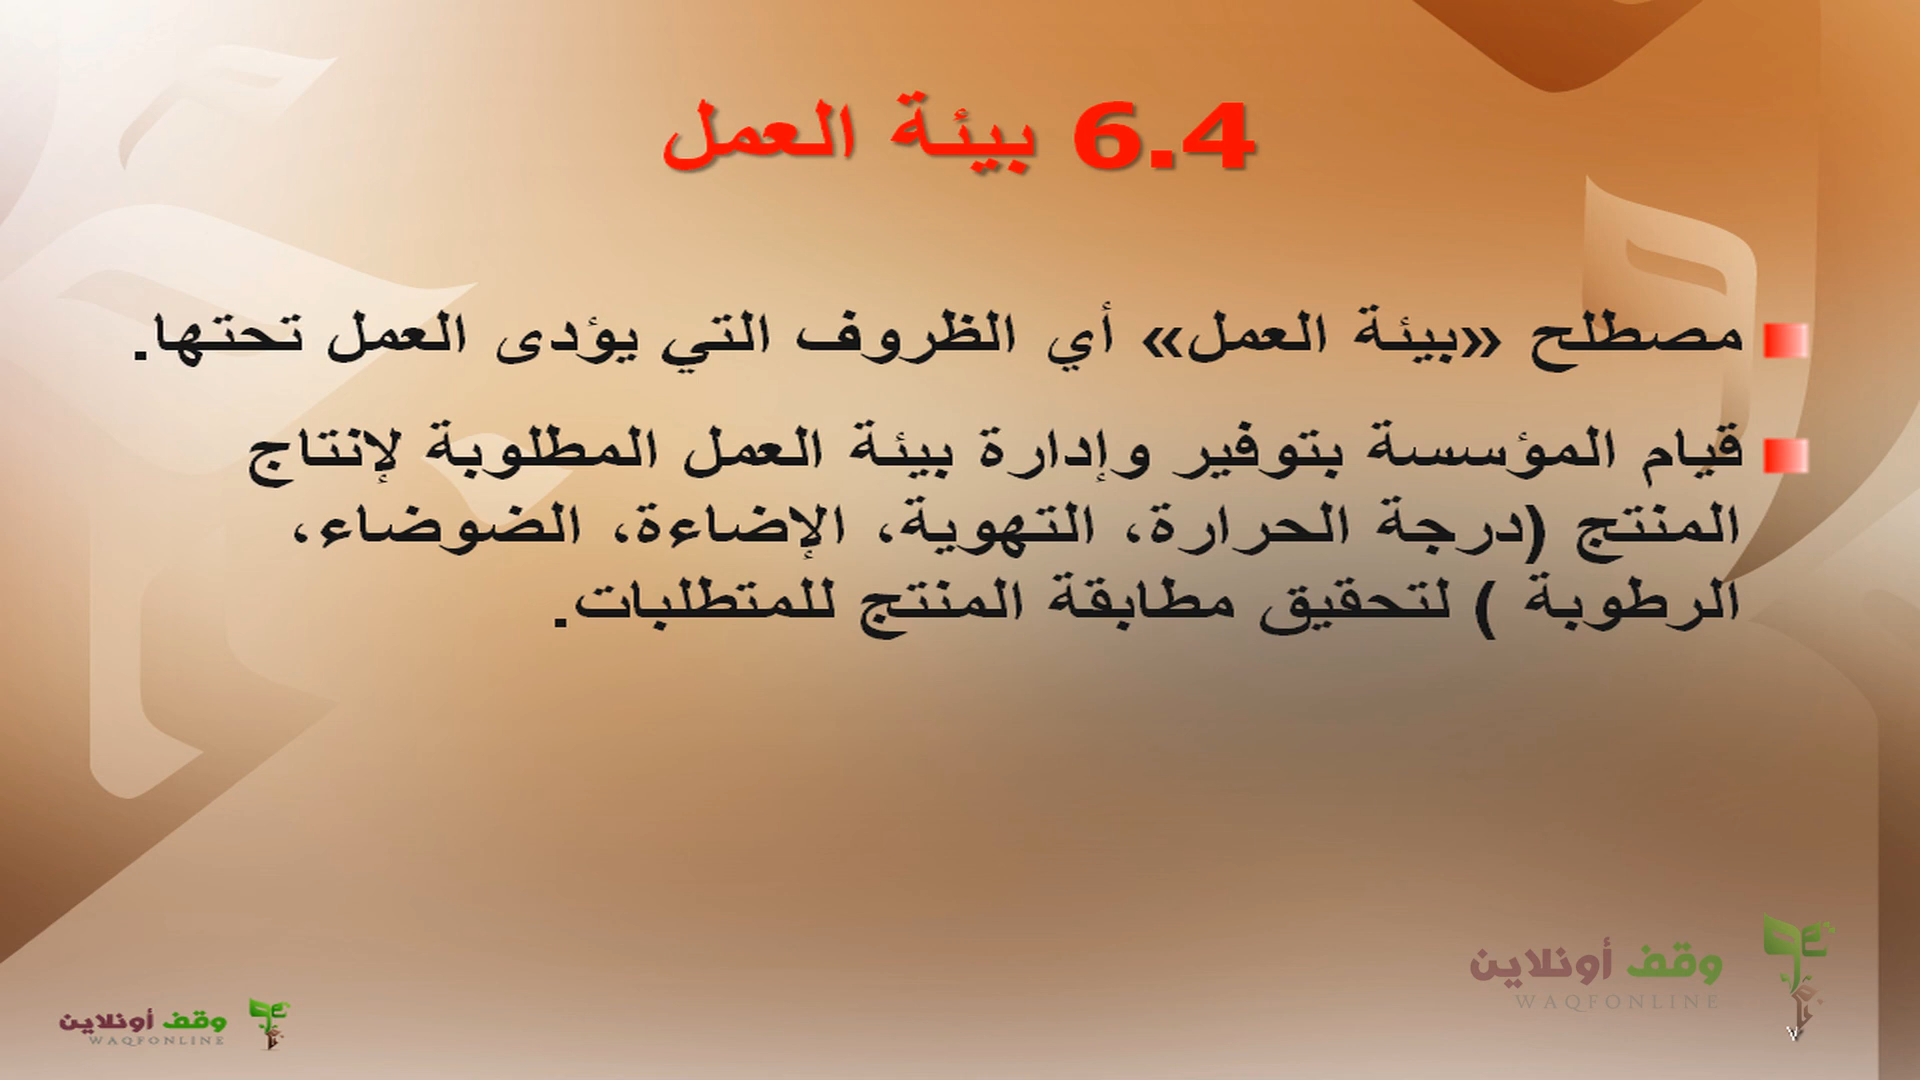 6.4 بيئة العمل
مصطلح «بيئة العمل» أي الظروف التي يؤدى العمل تحتها.
قيام المؤسسة بتوفير وإدارة بيئة العمل المطلوبة لإنتاج
المنتج (درجة الحرارة، التهوية، الإضاءة، الضوضاء،
الرطوبة ) لتحقيق مطابقة المنتج للمتطلبات.
وقف أونلاين
WAQFONLINE
٧
وقف أونلاين
WAQFONLINE